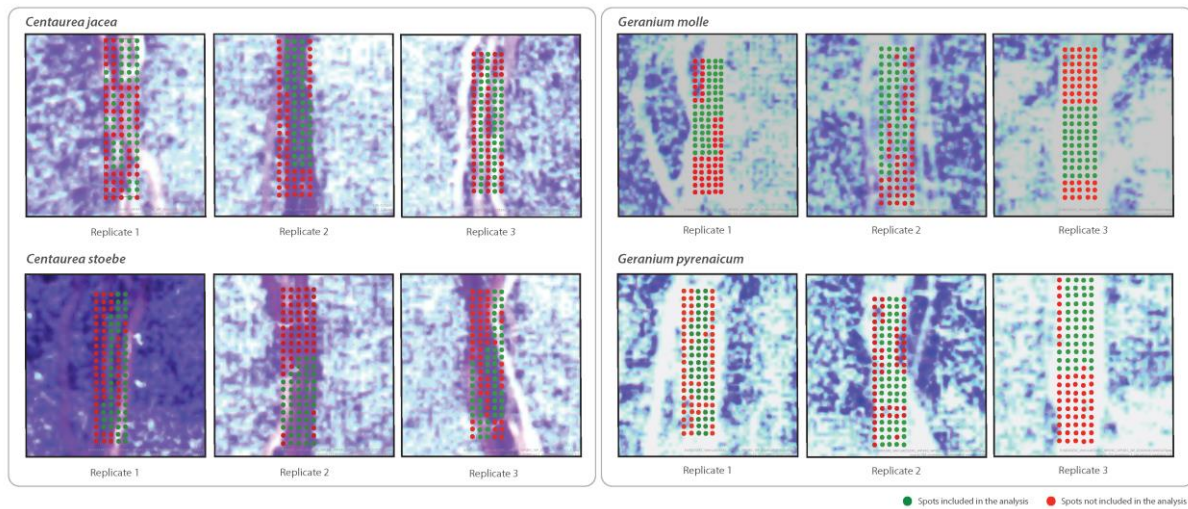 Centaurea jacea
Replicate 1
Replicate 2
Replicate 3
Centaurea stoebe
Replicate 1
Replicate 2
Replicate 3
Geranium molle
Replicate 1
Replicate 2
Replicate 3
Geranium pyrenaicum
Replicate 1
Replicate 2
Replicate 3
Spots included in the analysis
Spots not included in the analysis